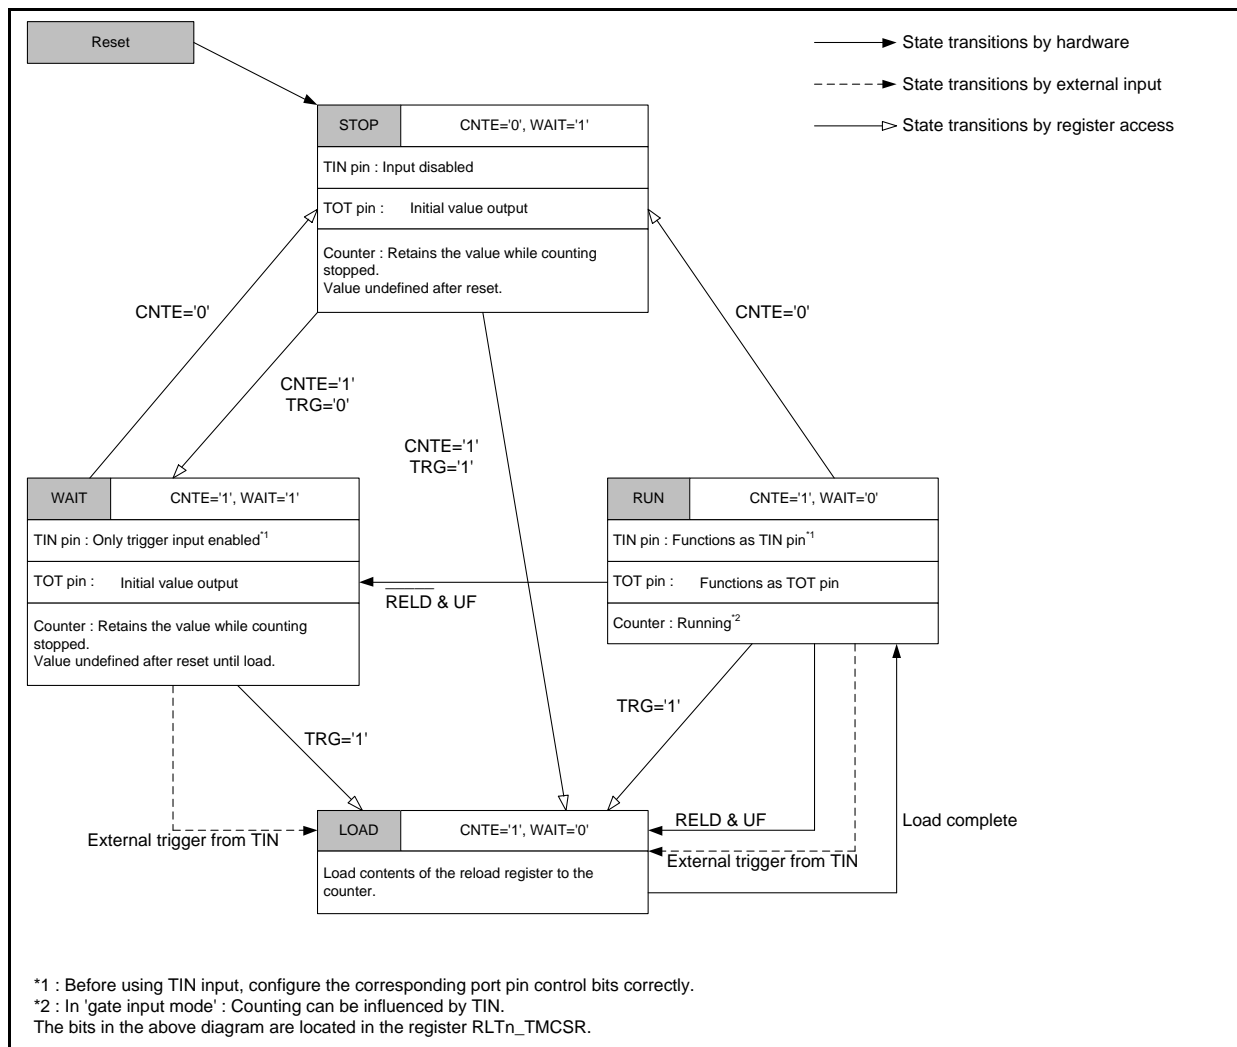 Reset
State transitions by hardware
State transitions by external input
State transitions by register access
STOP
CNTE='0', WAIT='1'
TIN pin : Input disabled
TOT pin : Initial value output
Counter : Retains the value while counting
stopped.
Value undefined after reset.
CNTE='0'
CNTE='0'
CNTE='1'
TRG='0'
CNTE='1'
TRG='1'
WAIT
CNTE='1', WAIT='1'
TIN pin : Only trigger input enabled*1
TOT pin : Initial value output
Counter : Retains the value while counting
stopped.
Value undefined after reset until load.
RUN
CNTE='1', WAIT='0'
TIN pin : Functions as TIN pin*1
TOT pin : Functions as TOT pin
Counter : Running*2
R̅E̅L̅D̅ & UF
TRG='1'
TRG='1'
External trigger from TIN
LOAD
CNTE='1', WAIT='0'
Load contents of the reload register to the
counter.
RELD & UF
External trigger from TIN
Load complete
*1 : Before using TIN input, configure the corresponding port pin control bits correctly.
*2 : In 'gate input mode' : Counting can be influenced by TIN.
The bits in the above diagram are located in the register RLTn_TMCSR.